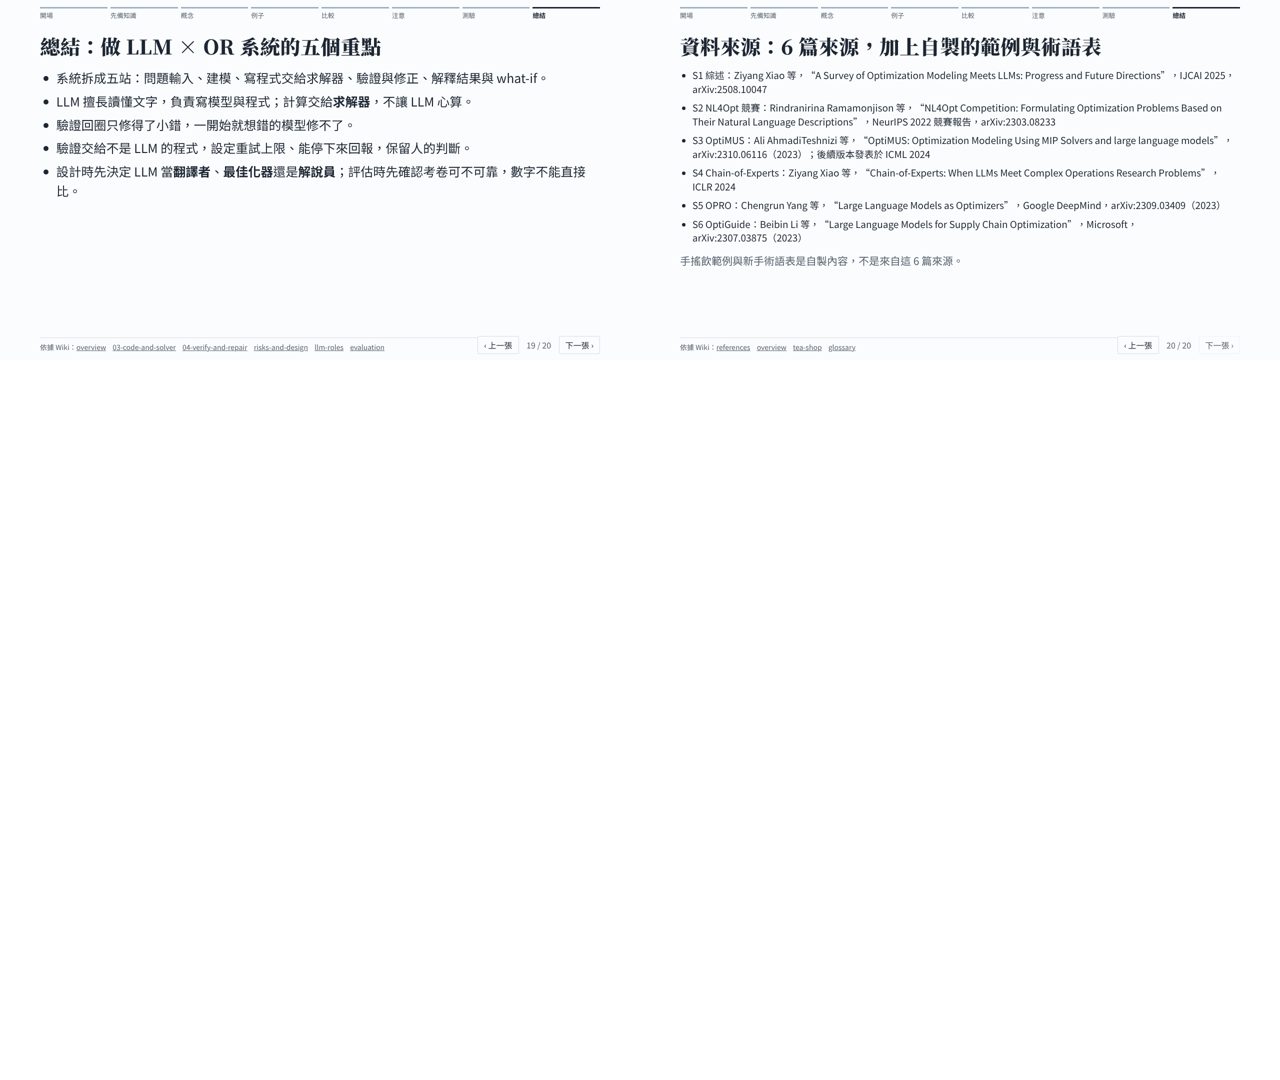 開場 先備知識 概念 例子 比較 注意 測驗 總結
總結：做 LLM × OR 系統的五個重點
• 系統拆成五站：問題輸入、建模、寫程式交給求解器、驗證與修正、解釋結果與 what-if。
• LLM 擅長讀懂文字，負責寫模型與程式；計算交給求解器，不讓 LLM 心算。
• 驗證回圈只修得了小錯，一開始就想錯的模型修不了。
• 驗證交給不是 LLM 的程式，設定重試上限、能停下來回報，保留人的判斷。
• 設計時先決定 LLM 當翻譯者、最佳化器還是解說員；評估時先確認考卷可不可靠，數字不能直接
比。
依據 Wiki：overview 03-code-and-solver 04-verify-and-repair risks-and-design llm-roles evaluation
‹ 上一張 19 / 20 下一張 ›
開場 先備知識 概念 例子 比較 注意 測驗 總結
資料來源：6 篇來源，加上自製的範例與術語表
• S1 綜述：Ziyang Xiao 等，“A Survey of Optimization Modeling Meets LLMs: Progress and Future Directions”，IJCAI 2025，
arXiv:2508.10047
• S2 NL4Opt 競賽：Rindranirina Ramamonjison 等，“NL4Opt Competition: Formulating Optimization Problems Based on
Their Natural Language Descriptions”，NeurIPS 2022 競賽報告，arXiv:2303.08233
• S3 OptiMUS：Ali AhmadiTeshnizi 等，“OptiMUS: Optimization Modeling Using MIP Solvers and large language models”，
arXiv:2310.06116（2023）；後續版本發表於 ICML 2024
• S4 Chain-of-Experts：Ziyang Xiao 等，“Chain-of-Experts: When LLMs Meet Complex Operations Research Problems”，
ICLR 2024
• S5 OPRO：Chengrun Yang 等，“Large Language Models as Optimizers”，Google DeepMind，arXiv:2309.03409（2023）
• S6 OptiGuide：Beibin Li 等，“Large Language Models for Supply Chain Optimization”，Microsoft，
arXiv:2307.03875（2023）
手搖飲範例與新手術語表是自製內容，不是來自這 6 篇來源。
依據 Wiki：references overview tea-shop glossary
‹ 上一張 20 / 20 下一張 ›